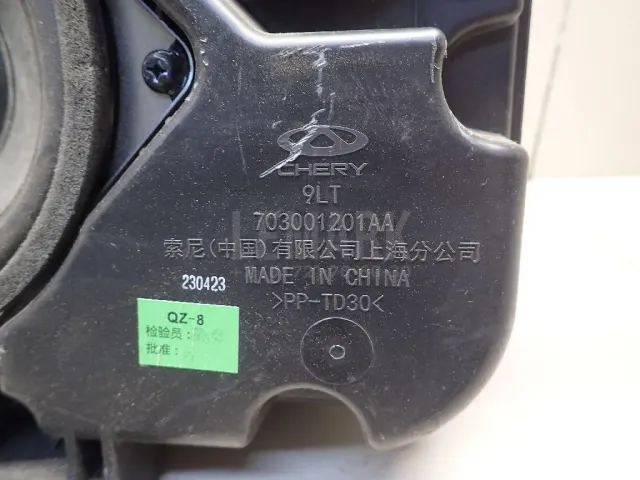 CHERY
9LT
703001201AA
索尼(中国)有限公司上海分公司
MADE IN CHINA
>PP-TD30<
230423
QZ-8
检验员:
批准: